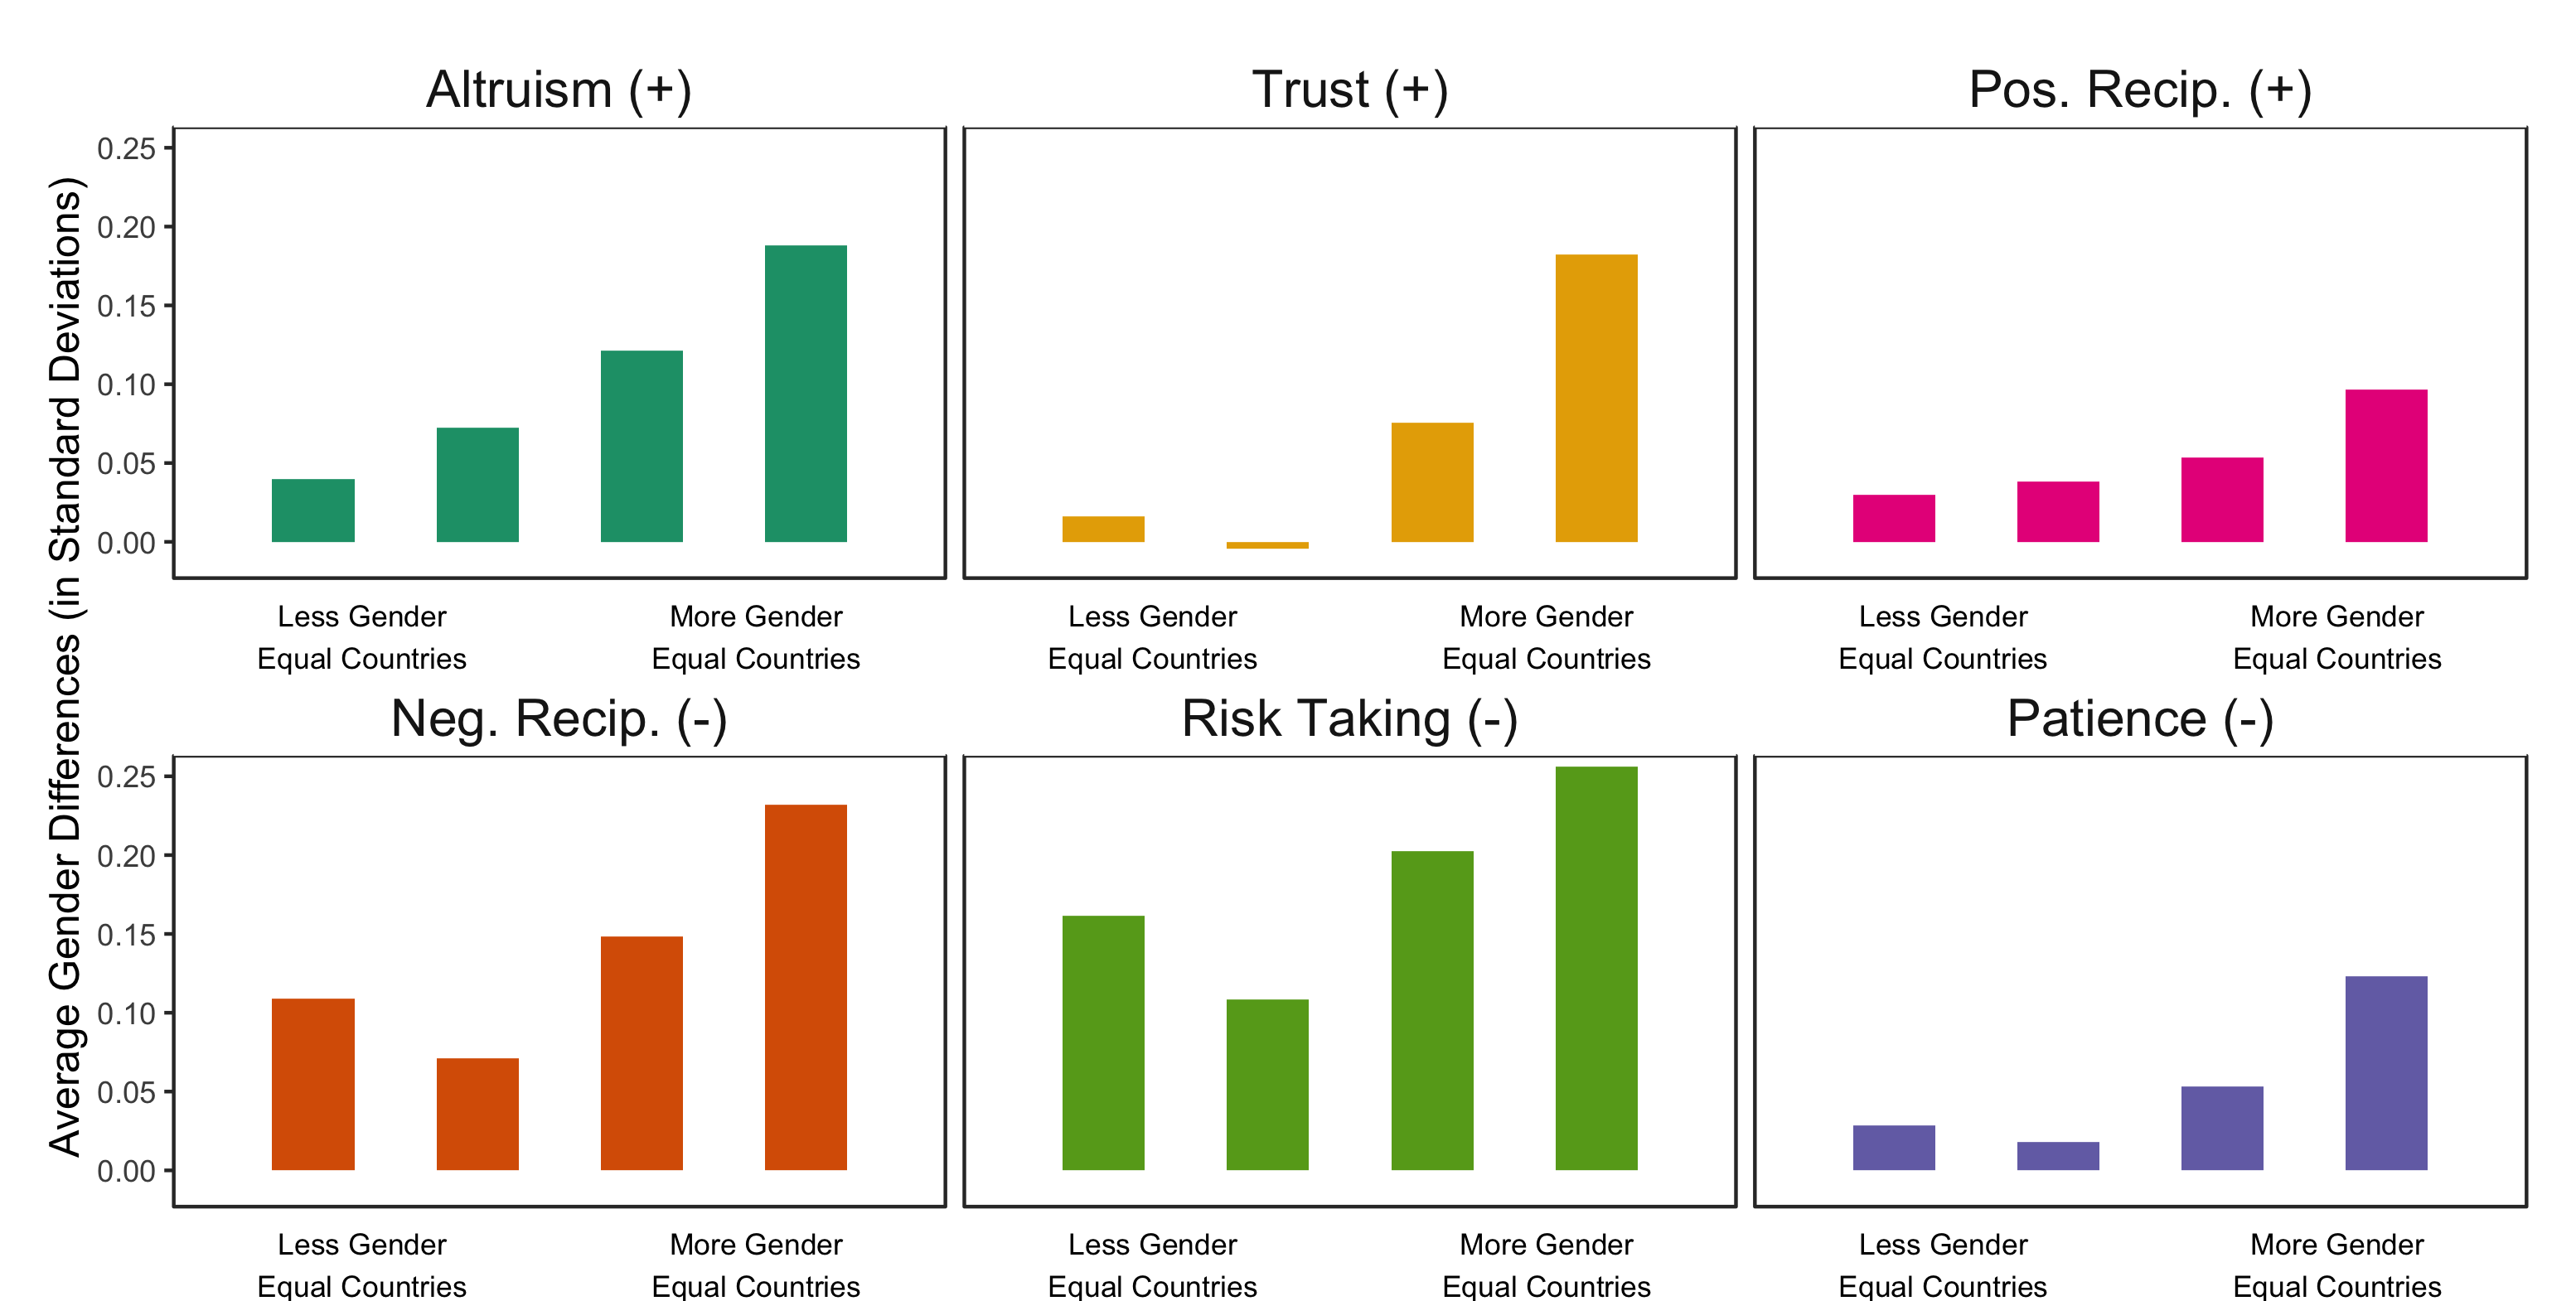 Altruism (+)
Trust (+)
Pos. Recip. (+)
Average Gender Differences (in Standard Deviations)
0.25
0.20
0.15
0.10
0.05
0.00
Less Gender
Equal Countries
More Gender
Equal Countries
Less Gender
Equal Countries
More Gender
Equal Countries
Less Gender
Equal Countries
More Gender
Equal Countries
Neg. Recip. (-)
Risk Taking (-)
Patience (-)
0.25
0.20
0.15
0.10
0.05
0.00
Less Gender
Equal Countries
More Gender
Equal Countries
Less Gender
Equal Countries
More Gender
Equal Countries
Less Gender
Equal Countries
More Gender
Equal Countries